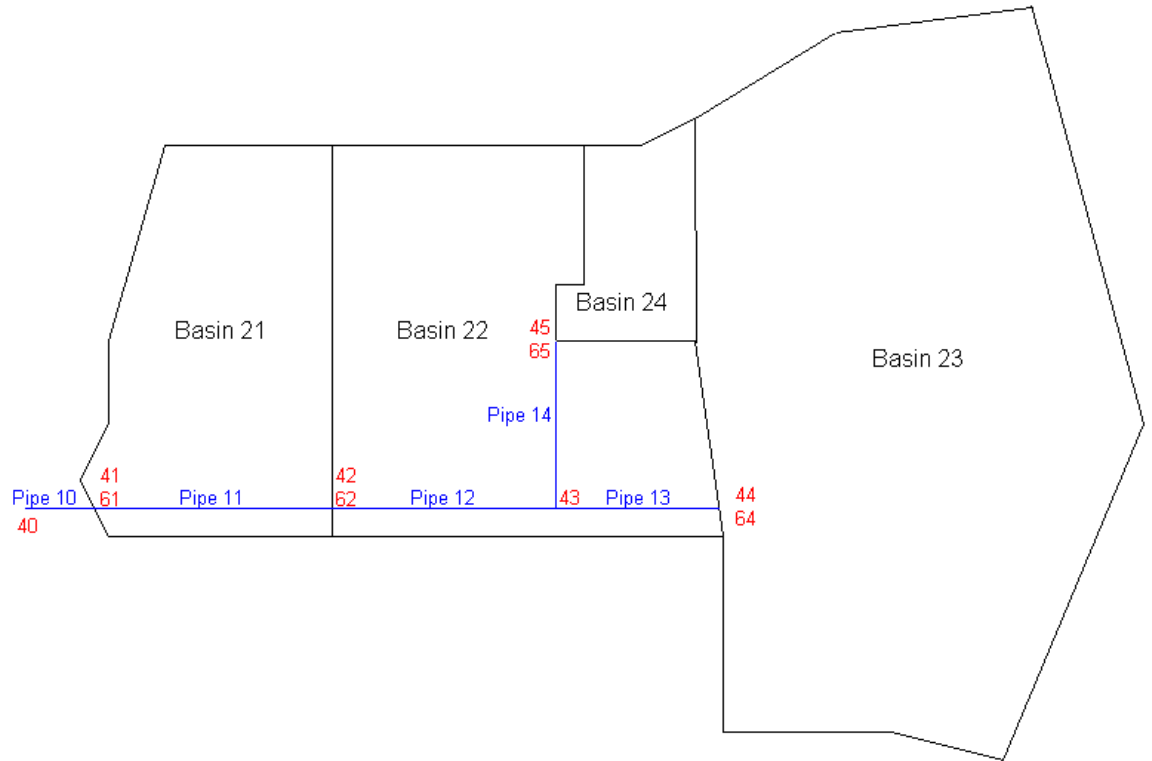 Basin 24
45
Basin 21
Basin 22
65
Basin 23
Pipe 14
41
42
Pipe 10
61
Pipe 11
62
Pipe 12
43
Pipe 13
44
40
64